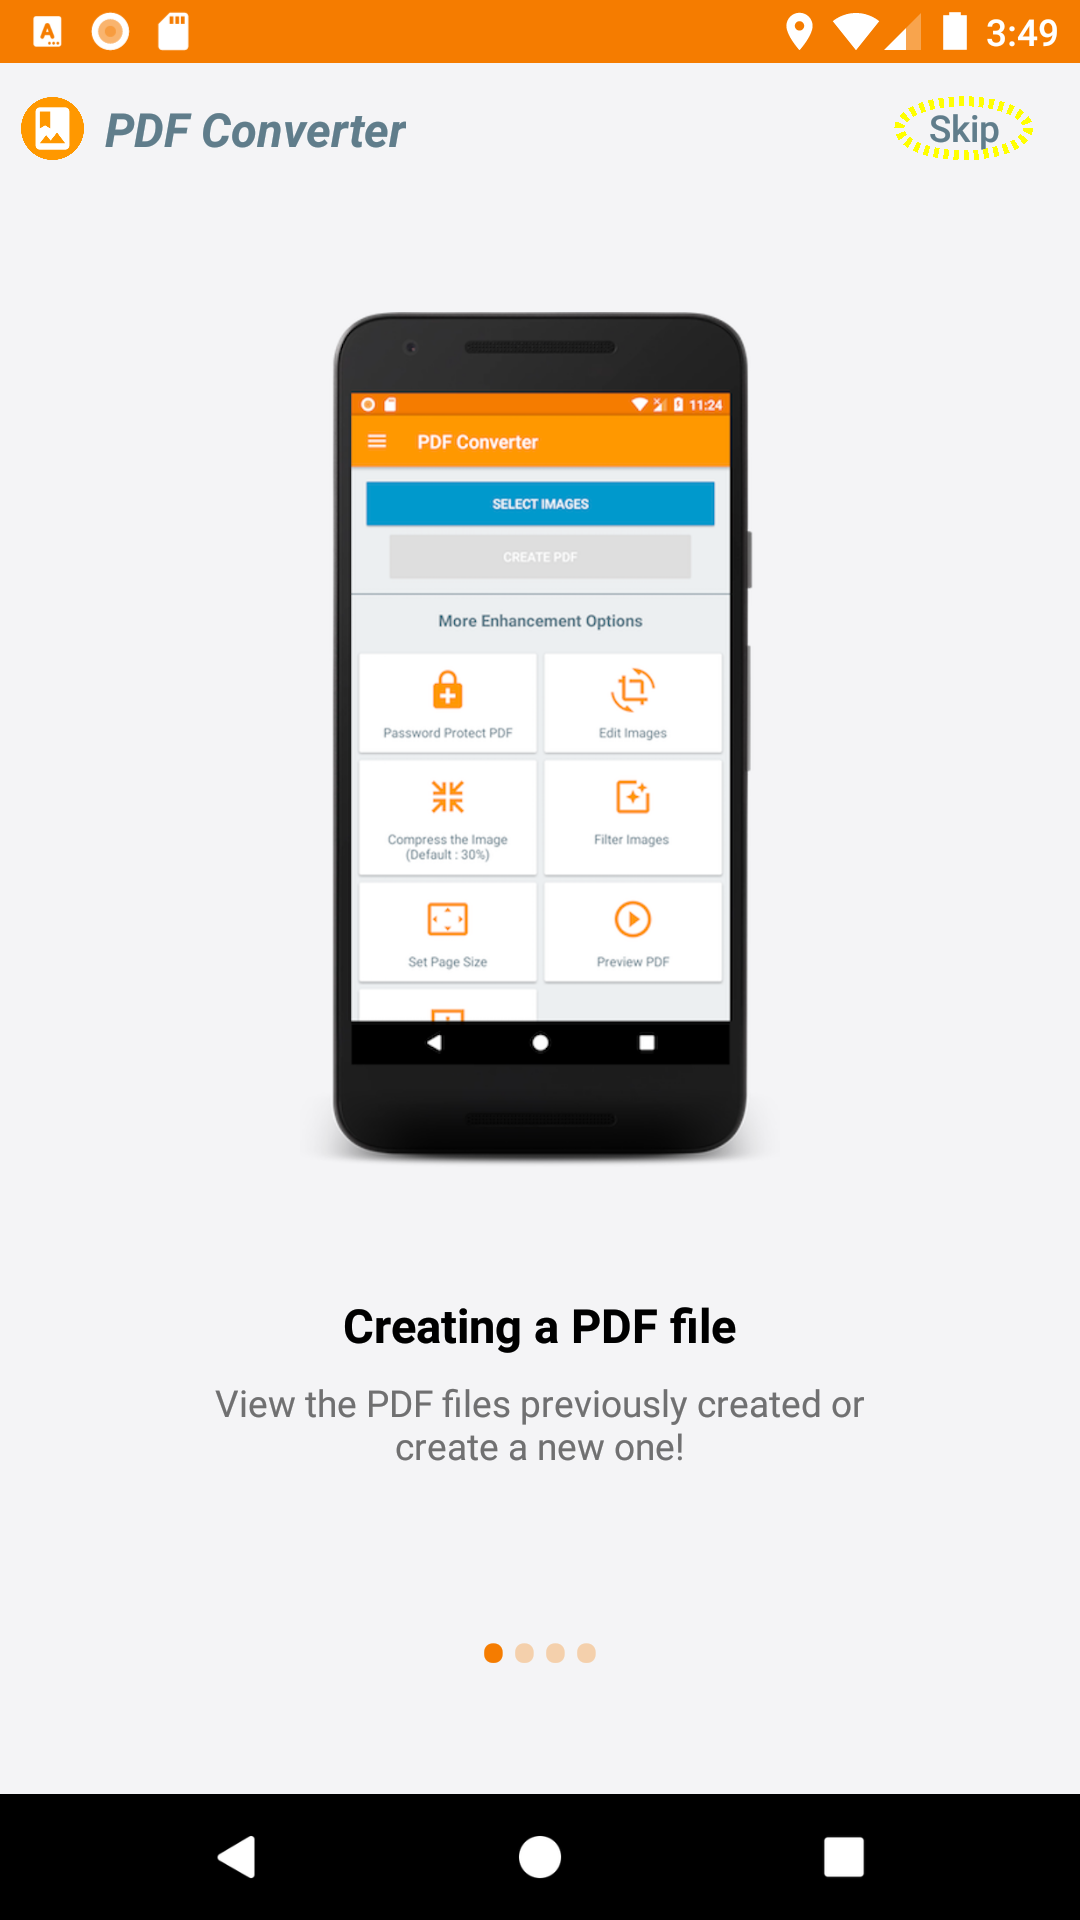 3:49
PDF Converter
Skip
11:24
PDF Converter
SELECT IMAGES
CREATE PDF
More Enhancement Options
Password Protect PDF
Edit Images
Compress the Image
(Default : 30%)
Filter Images
Set Page Size
Preview PDF
Creating a PDF file
View the PDF files previously created or
create a new one!